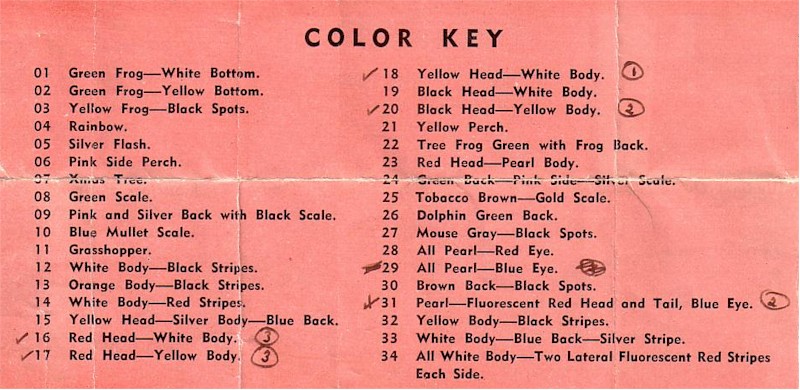 COLOR KEY
01 Green Frog—White Bottom.
02 Green Frog—Yellow Bottom.
03 Yellow Frog—Black Spots.
04 Rainbow.
05 Silver Flash.
06 Pink Side Perch.
07 Xmas Tree.
08 Green Scale.
09 Pink and Silver Back with Black Scale.
10 Blue Mullet Scale.
11 Grasshopper.
12 White Body—Black Stripes.
13 Orange Body—Black Stripes.
14 White Body—Red Stripes.
15 Yellow Head—Silver Body—Blue Back.
✓ 16 Red Head—White Body. 3
✓ 17 Red Head—Yellow Body. 3
✓ 18 Yellow Head—White Body. 1
19 Black Head—White Body.
✓ 20 Black Head—Yellow Body. 2
21 Yellow Perch.
22 Tree Frog Green with Frog Back.
23 Red Head—Pearl Body.
24 Green Back—Pink Side—Silver Scale.
25 Tobacco Brown—Gold Scale.
26 Dolphin Green Back.
27 Mouse Gray—Black Spots.
28 All Pearl—Red Eye.
29 All Pearl—Blue Eye.
30 Brown Back—Black Spots.
✓ 31 Pearl—Fluorescent Red Head and Tail, Blue Eye. 2
32 Yellow Body—Black Stripes.
33 White Body—Blue Back—Silver Stripe.
34 All White Body—Two Lateral Fluorescent Red Stripes
Each Side.